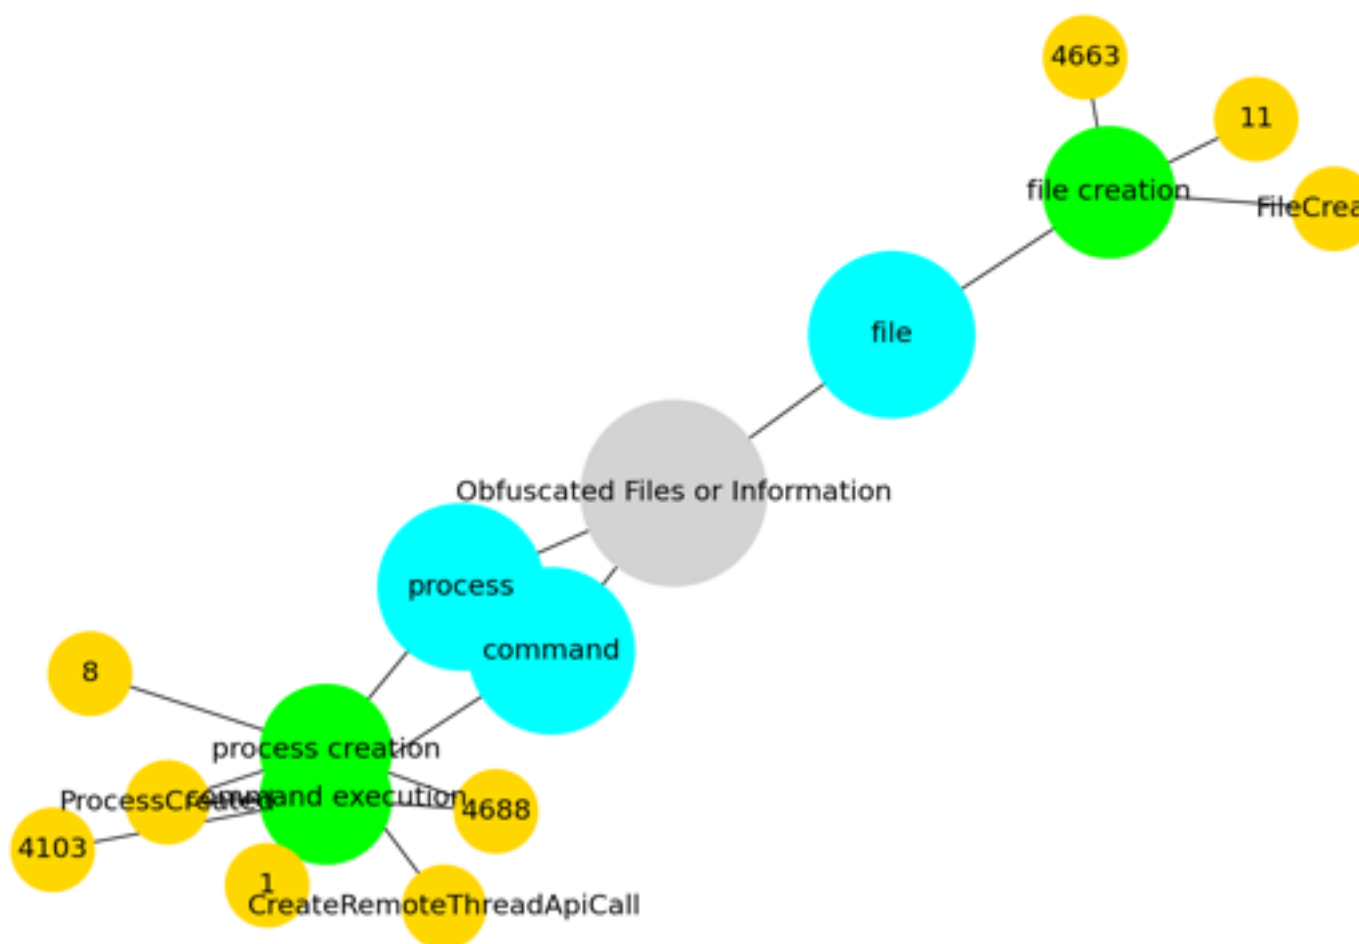 4663
11
file creation
FileCrea
file
Obfuscated Files or Information
process
command
8
process creation
ProcessCreated
command execution
4688
4103
1
CreateRemoteThreadApiCall